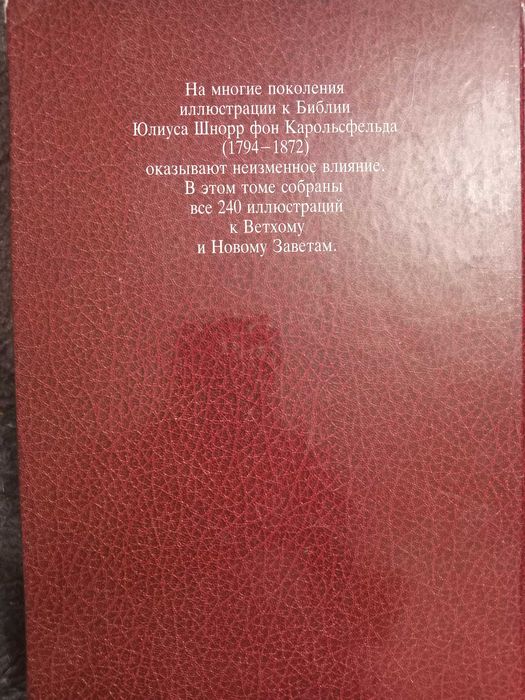 На многие поколения
иллюстрации к Библии
Юлиуса Шнорр фон Карольсфельда
(1794–1872)
оказывают неизменное влияние.
В этом томе собраны
все 240 иллюстраций
к Ветхому
и Новому Заветам.